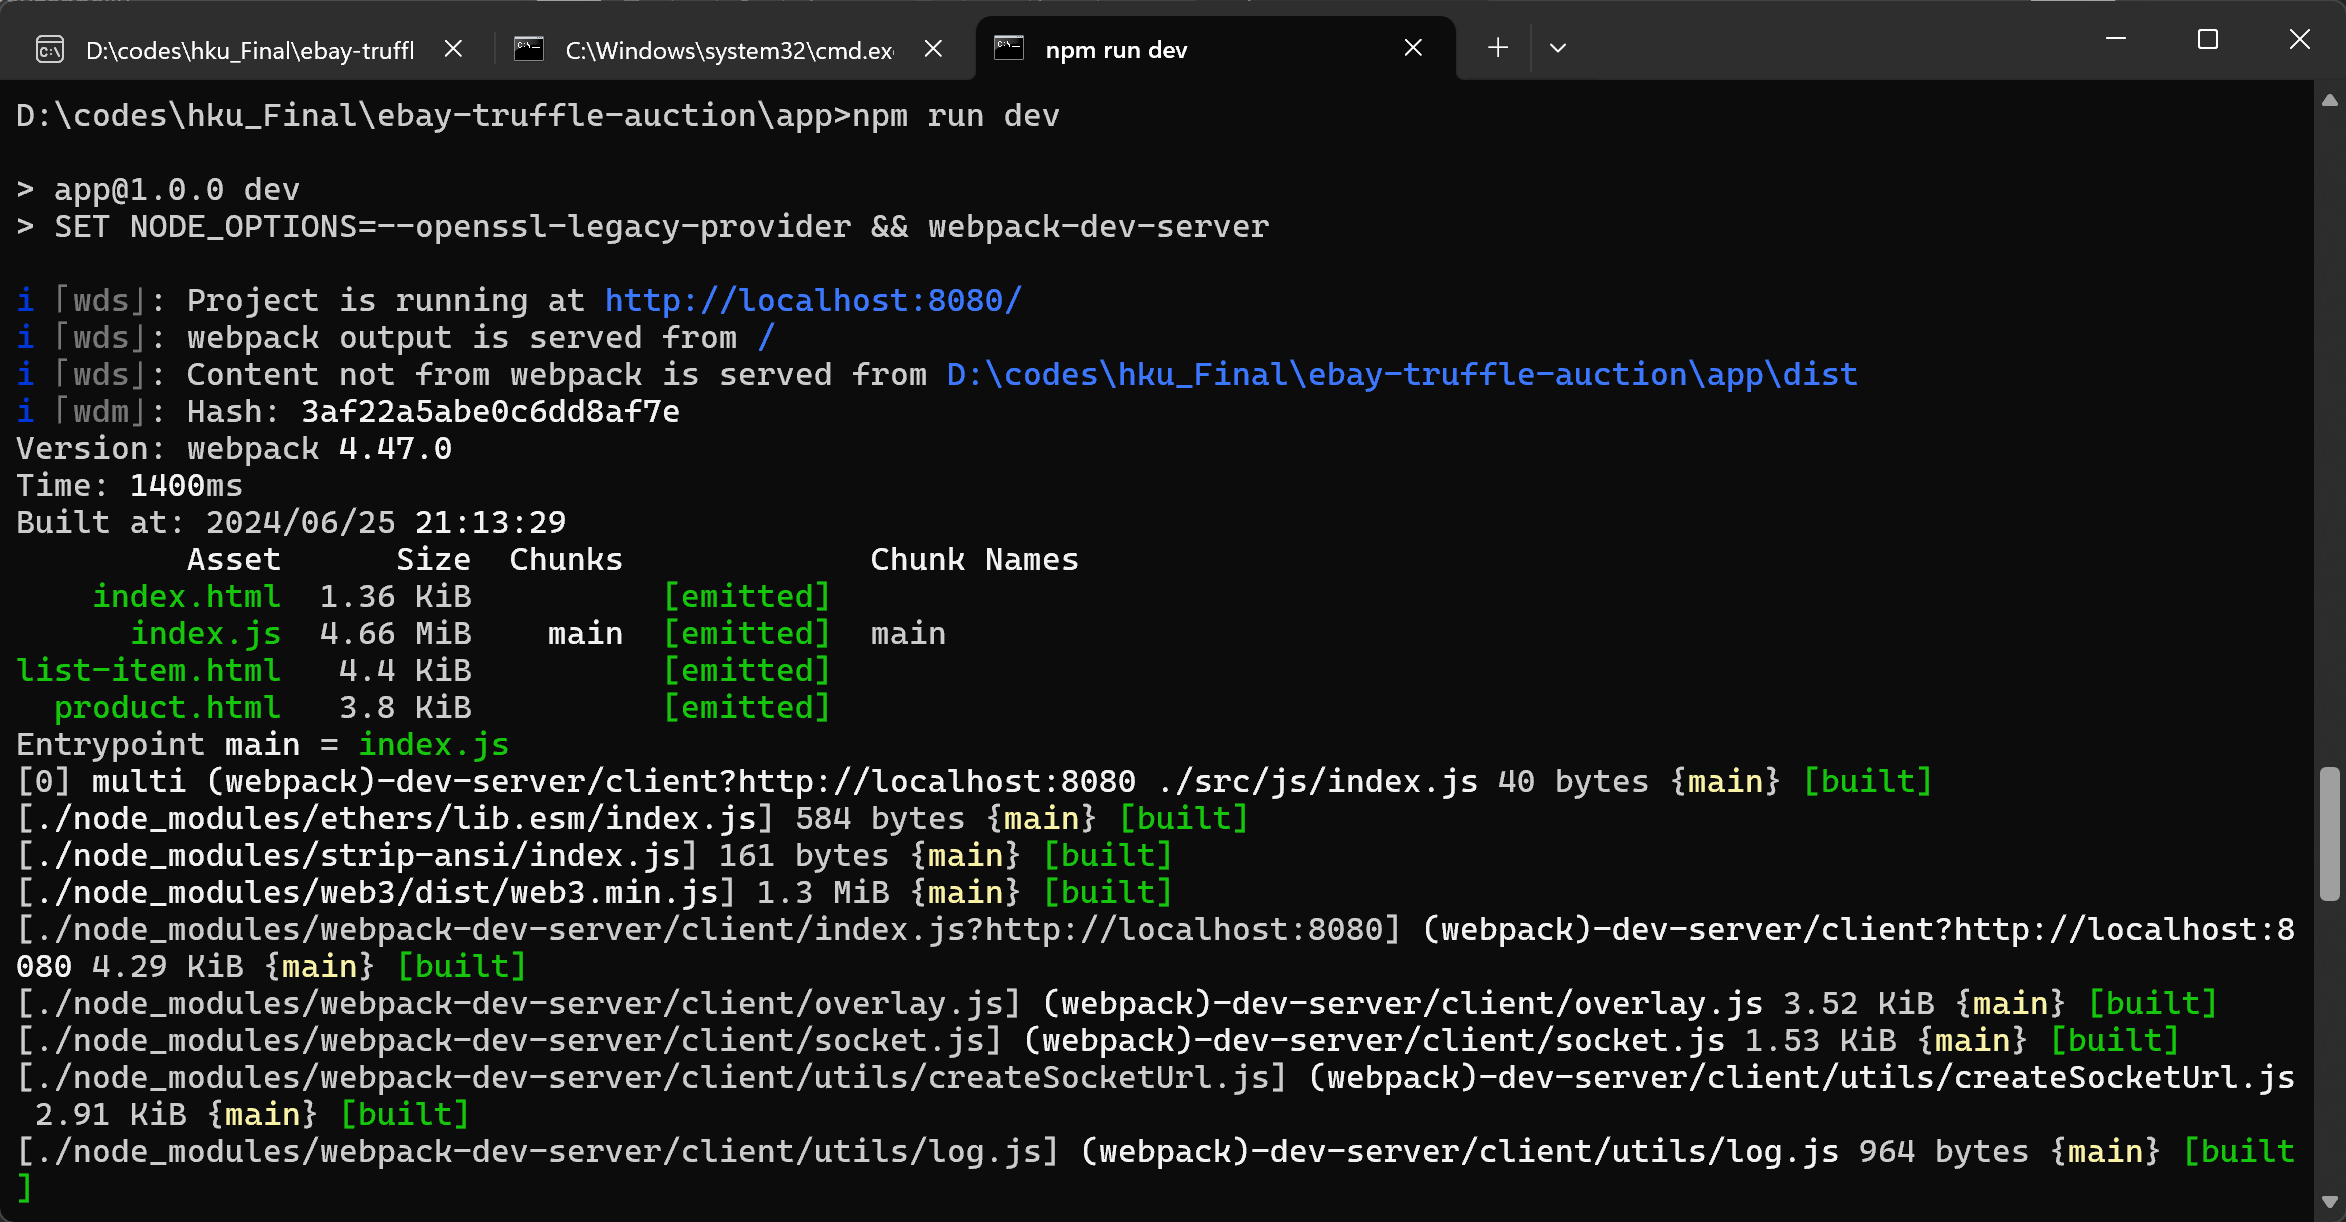 D:\codes\hku_Final\ebay-truffl
C:\Windows\system32\cmd.ex
npm run dev
D:\codes\hku_Final\ebay-truffle-auction\app>npm run dev
> app@1.0.0 dev
> SET NODE_OPTIONS=--openssl-legacy-provider && webpack-dev-server
i ｢wds｣: Project is running at http://localhost:8080/
i ｢wds｣: webpack output is served from /
i ｢wds｣: Content not from webpack is served from D:\codes\hku_Final\ebay-truffle-auction\app\dist
i ｢wdm｣: Hash: 3af22a5abe0c6dd8af7e
Version: webpack 4.47.0
Time: 1400ms
Built at: 2024/06/25 21:13:29
Asset Size Chunks Chunk Names
index.html 1.36 KiB [emitted]
index.js 4.66 MiB main [emitted] main
list-item.html 4.4 KiB [emitted]
product.html 3.8 KiB [emitted]
Entrypoint main = index.js
[0] multi (webpack)-dev-server/client?http://localhost:8080 ./src/js/index.js 40 bytes {main} [built]
[./node_modules/ethers/lib.esm/index.js] 584 bytes {main} [built]
[./node_modules/strip-ansi/index.js] 161 bytes {main} [built]
[./node_modules/web3/dist/web3.min.js] 1.3 MiB {main} [built]
[./node_modules/webpack-dev-server/client/index.js?http://localhost:8080] (webpack)-dev-server/client?http://localhost:8
080 4.29 KiB {main} [built]
[./node_modules/webpack-dev-server/client/overlay.js] (webpack)-dev-server/client/overlay.js 3.52 KiB {main} [built]
[./node_modules/webpack-dev-server/client/socket.js] (webpack)-dev-server/client/socket.js 1.53 KiB {main} [built]
[./node_modules/webpack-dev-server/client/utils/createSocketUrl.js] (webpack)-dev-server/client/utils/createSocketUrl.js
2.91 KiB {main} [built]
[./node_modules/webpack-dev-server/client/utils/log.js] (webpack)-dev-server/client/utils/log.js 964 bytes {main} [built
]